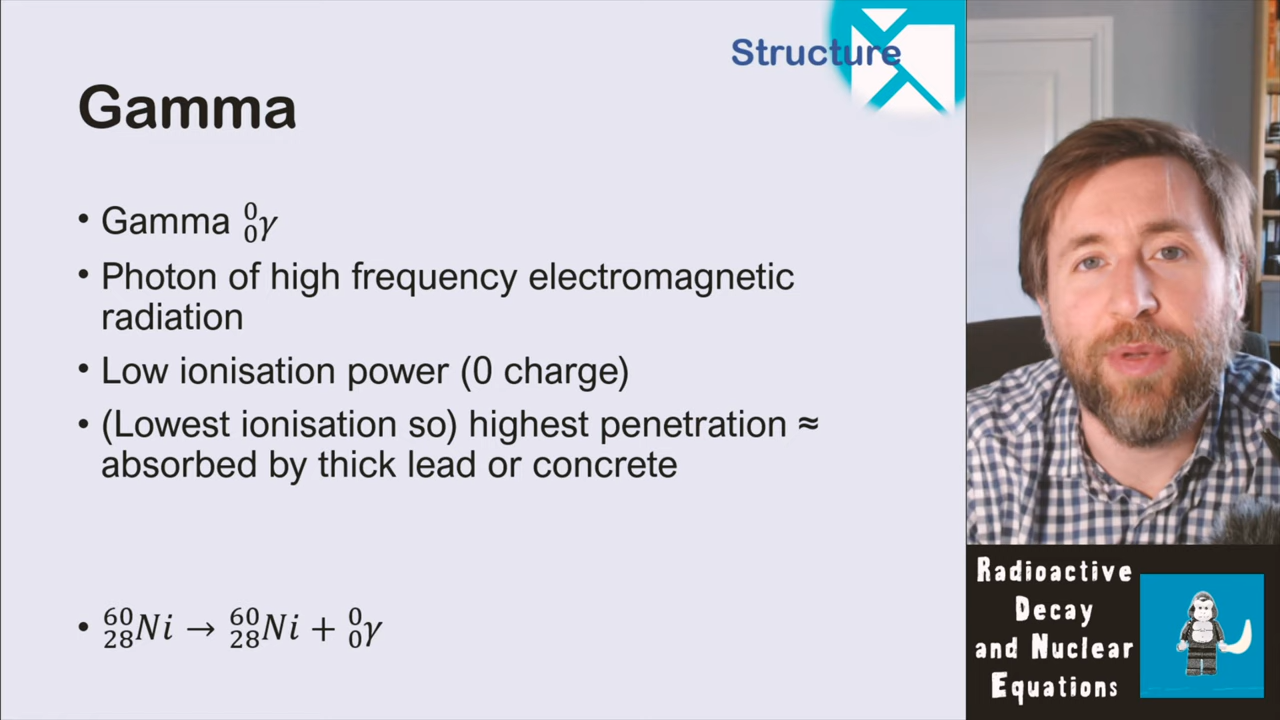 Structure
Gamma
• Gamma ⁰₀γ
• Photon of high frequency electromagnetic
radiation
• Low ionisation power (0 charge)
• (Lowest ionisation so) highest penetration ≈
absorbed by thick lead or concrete
• ⁶⁰₂₈Ni → ⁶⁰₂₈Ni + ⁰₀γ
Radioactive
Decay
and Nuclear
Equations